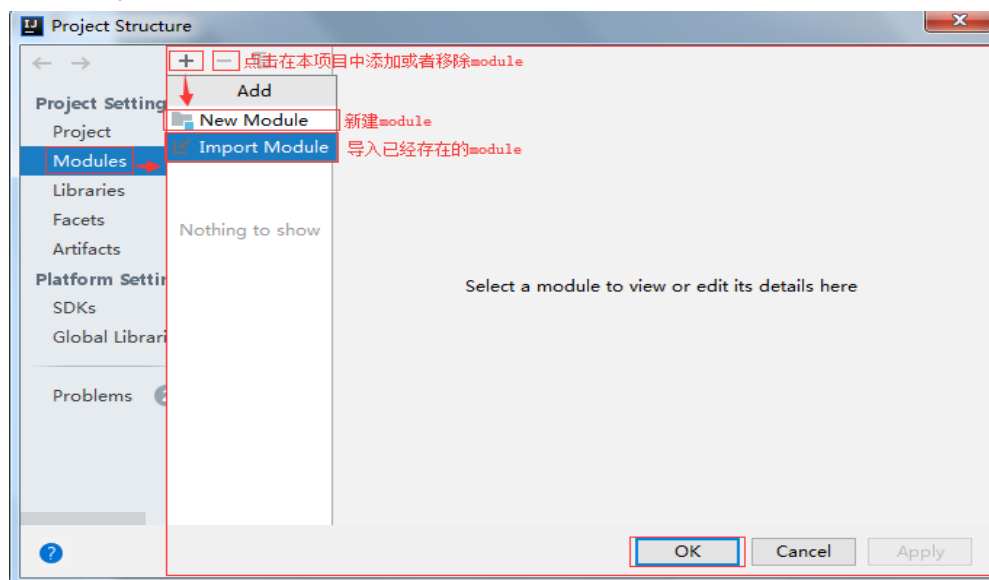 Project Structure
+ - 点击在本项目中添加或者移除module
Add
Project Setting
New Module 新建module
Project
Import Module 导入已经存在的module
Modules
Libraries
Facets
Nothing to show
Artifacts
Platform Settin
Select a module to view or edit its details here
SDKs
Global Librari
Problems
OK Cancel Apply
?